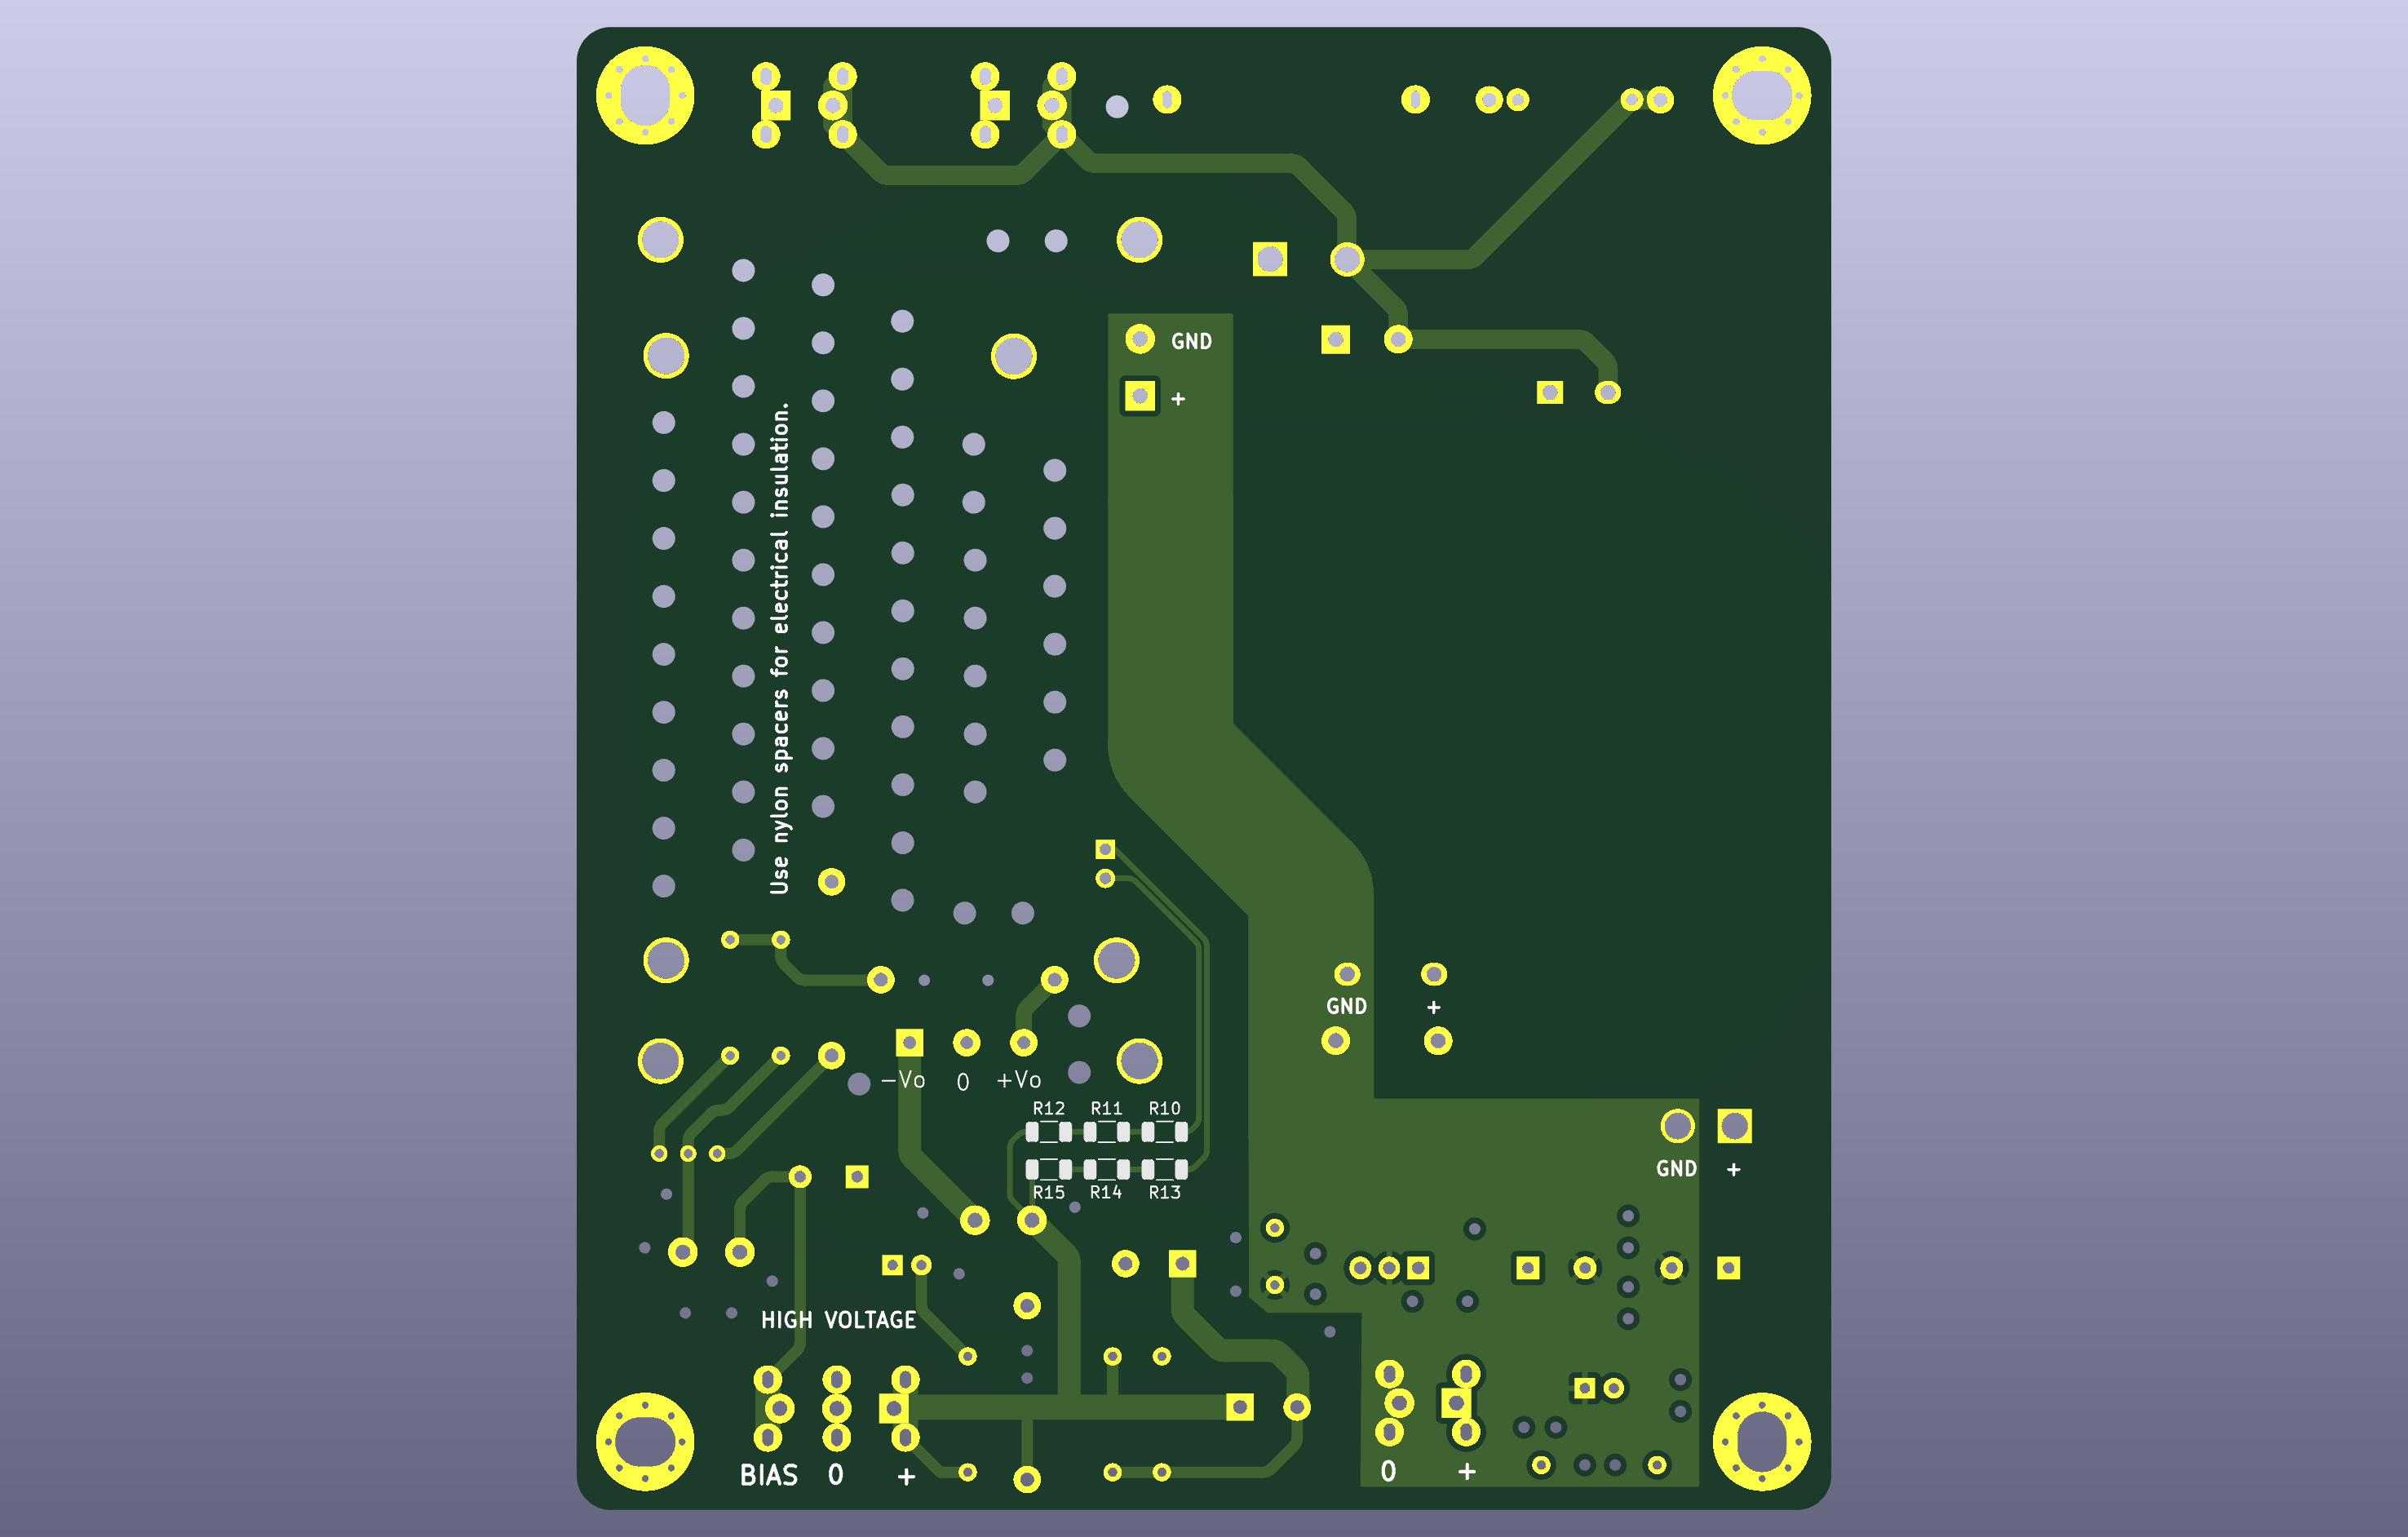 GND
+
Use nylon spacers for electrical insulation.
GND +
−Vo 0 +Vo
R12 R11 R10
R15 R14 R13
GND +
HIGH VOLTAGE
BIAS 0 +
0 +